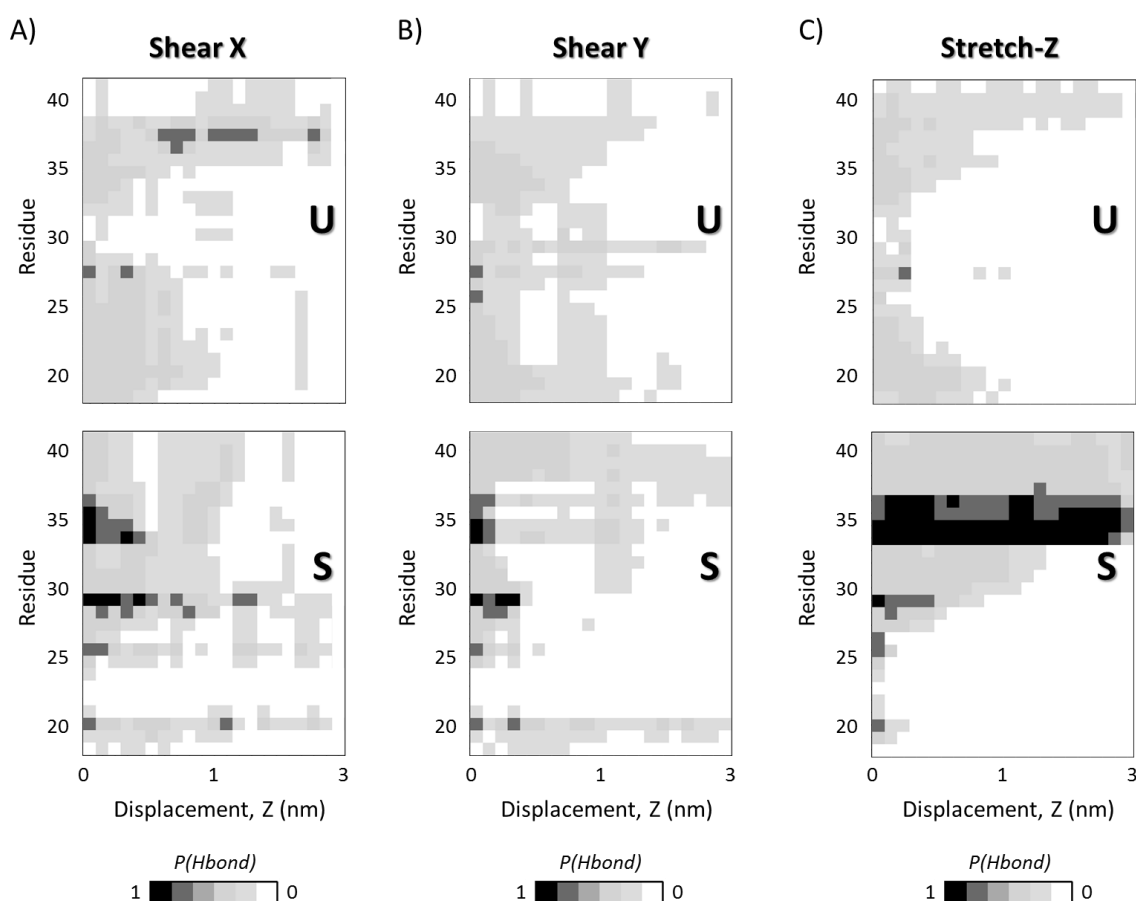 A)
Shear X
B)
Shear Y
C)
Stretch-Z
40
35
30
25
20
Residue
U
40
35
30
25
20
Residue
U
40
35
30
25
20
Residue
U
40
35
30
25
20
Residue
S
40
35
30
25
20
Residue
S
40
35
30
25
20
Residue
S
0 1 3
0 1 3
0 1 3
Displacement, Z (nm)
Displacement, Z (nm)
Displacement, Z (nm)
P(Hbond)
1 0
P(Hbond)
1 0
P(Hbond)
1 0